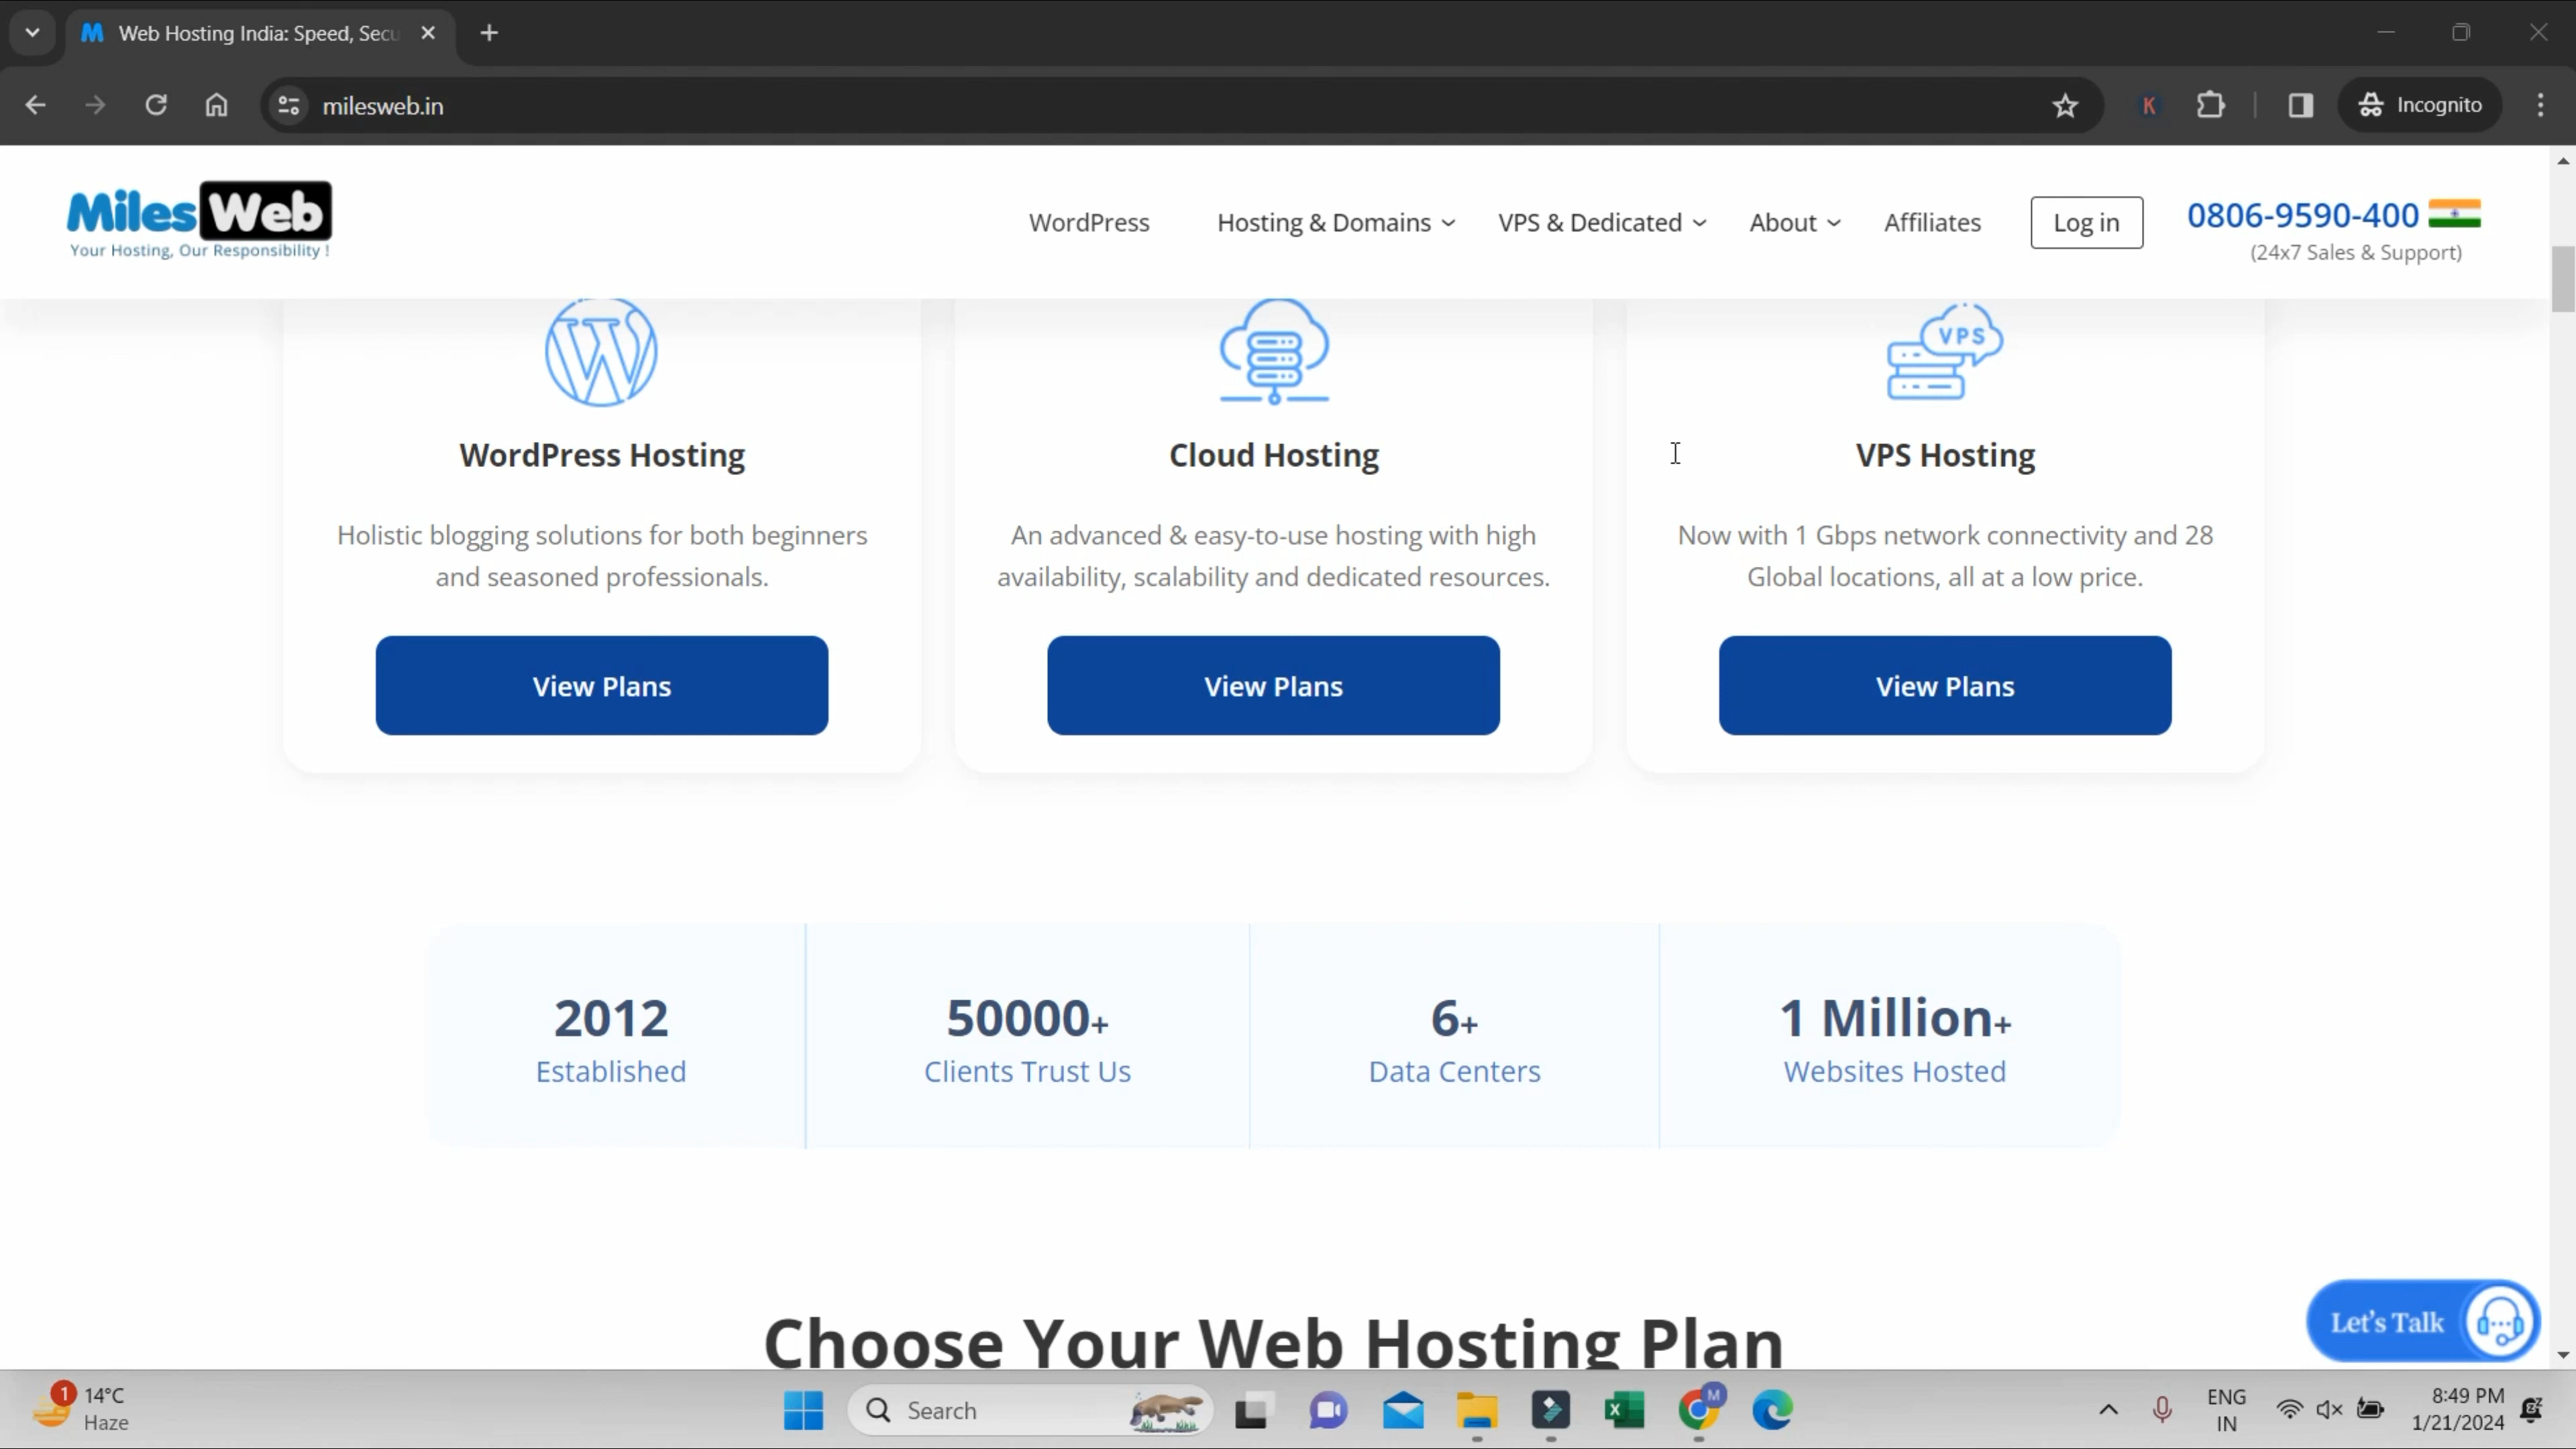 Web Hosting India: Speed, Secu
milesweb.in
K
Incognito
Miles Web
Your Hosting, Our Responsibility !
WordPress
Hosting & Domains
VPS & Dedicated
About
Affiliates
Log in
0806-9590-400
(24x7 Sales & Support)
VPS
WordPress Hosting
Holistic blogging solutions for both beginners
and seasoned professionals.
View Plans
Cloud Hosting
An advanced & easy-to-use hosting with high
availability, scalability and dedicated resources.
View Plans
VPS Hosting
Now with 1 Gbps network connectivity and 28
Global locations, all at a low price.
View Plans
2012
Established
50000+
Clients Trust Us
6+
Data Centers
1 Million+
Websites Hosted
Choose Your Web Hosting Plan
Let's Talk
1
14°C
Haze
Search
M
ENG
IN
8:49 PM
1/21/2024